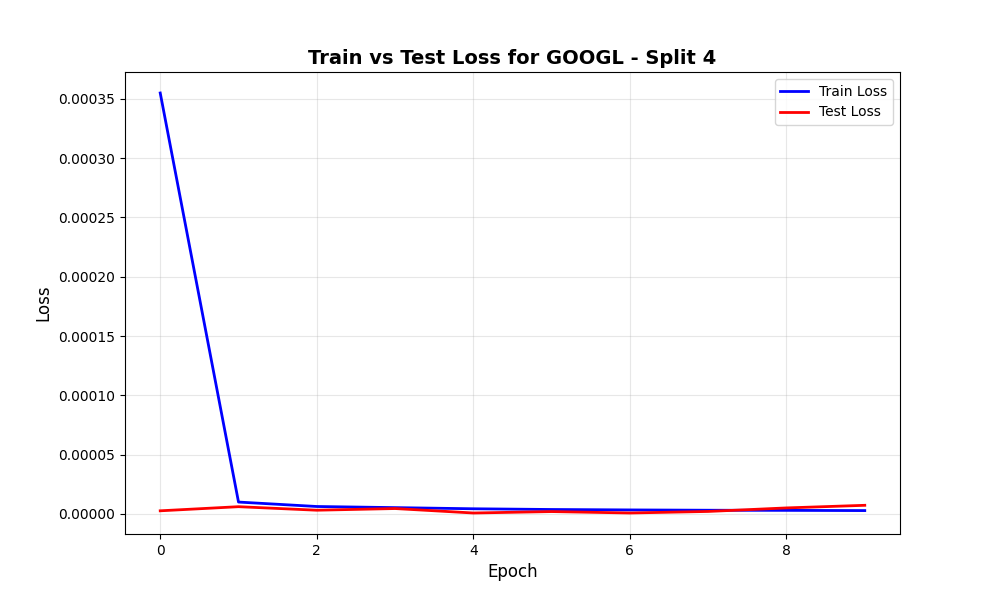 Train vs Test Loss for GOOGL - Split 4
Train Loss
Test Loss
0.00035
0.00030
0.00025
0.00020
0.00015
0.00010
0.00005
0.00000
Loss
0 2 4 6 8
Epoch